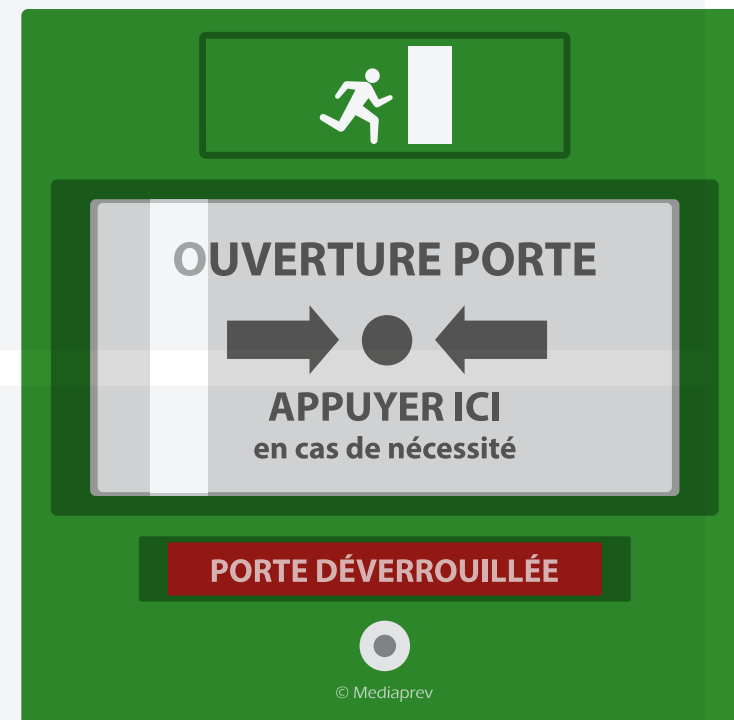 OUVERTURE PORTE
APPUYER ICI
en cas de nécessité
PORTE DÉVERROUILLÉE
© Mediaprev